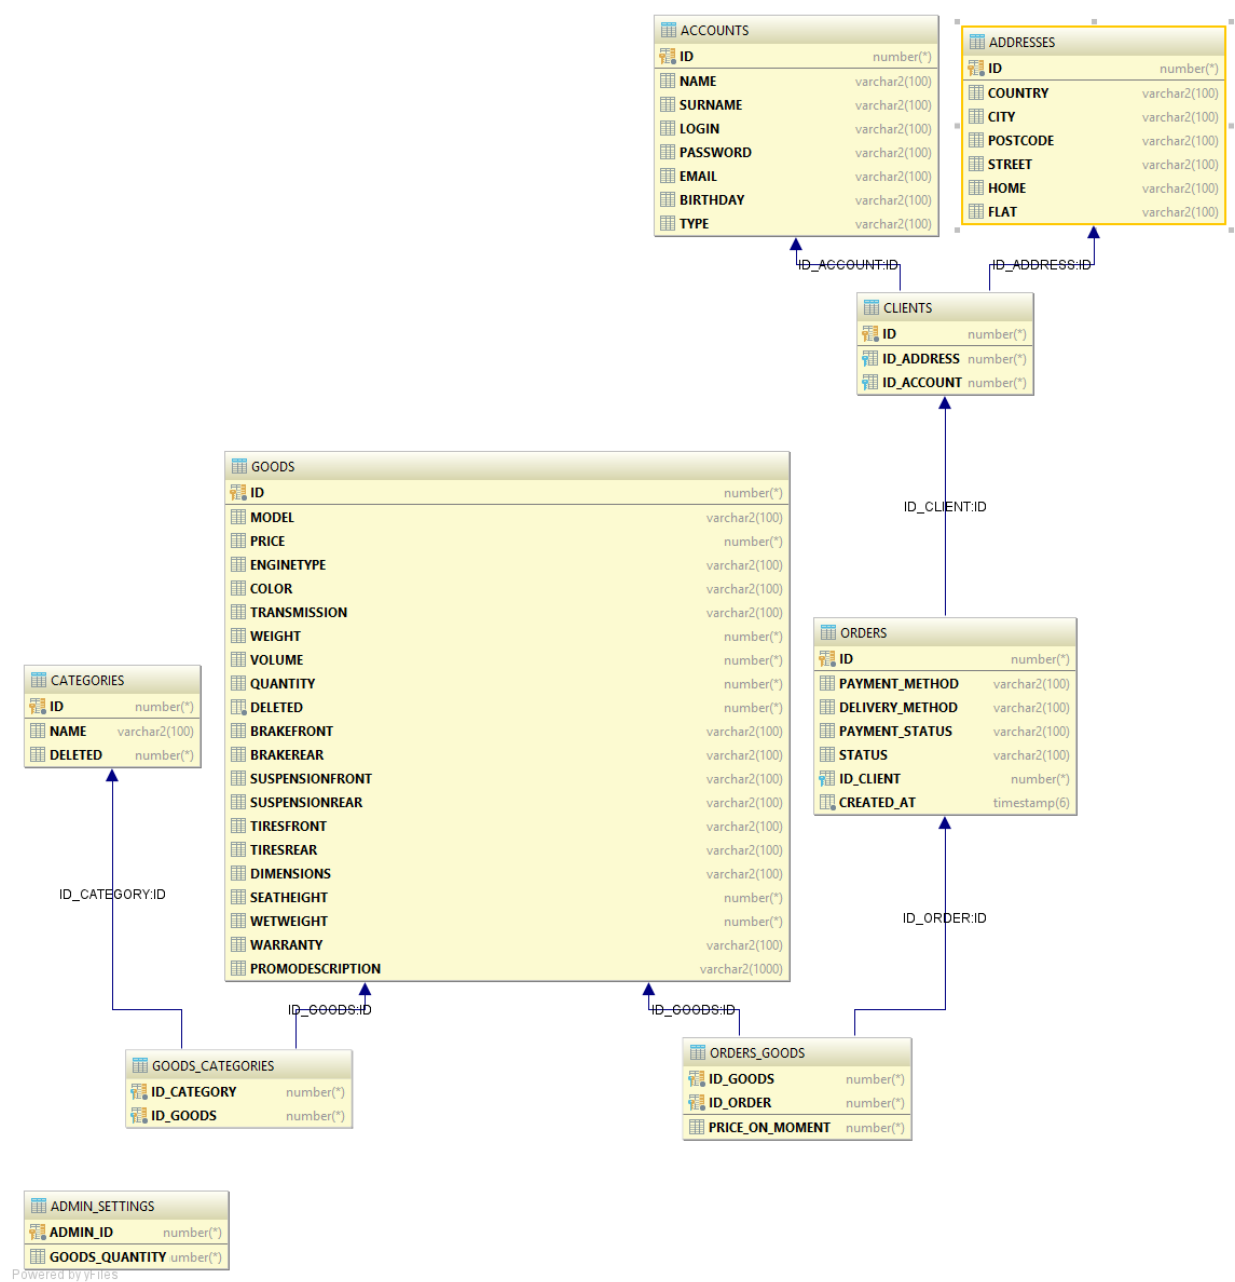 ACCOUNTS
ID number(*)
NAME varchar2(100)
SURNAME varchar2(100)
LOGIN varchar2(100)
PASSWORD varchar2(100)
EMAIL varchar2(100)
BIRTHDAY varchar2(100)
TYPE varchar2(100)
ADDRESSES
ID number(*)
COUNTRY varchar2(100)
CITY varchar2(100)
POSTCODE varchar2(100)
STREET varchar2(100)
HOME varchar2(100)
FLAT varchar2(100)
ID_ACCOUNT:ID
ID_ADDRESS:ID
CLIENTS
ID number(*)
ID_ADDRESS number(*)
ID_ACCOUNT number(*)
ID_CLIENT:ID
GOODS
ID number(*)
MODEL varchar2(100)
PRICE number(*)
ENGINETYPE varchar2(100)
COLOR varchar2(100)
TRANSMISSION varchar2(100)
WEIGHT number(*)
VOLUME number(*)
QUANTITY number(*)
DELETED number(*)
BRAKEFRONT varchar2(100)
BRAKEREAR varchar2(100)
SUSPENSIONFRONT varchar2(100)
SUSPENSIONREAR varchar2(100)
TIRESFRONT varchar2(100)
TIRESREAR varchar2(100)
DIMENSIONS varchar2(100)
SEATHEIGHT number(*)
WETWEIGHT number(*)
WARRANTY varchar2(100)
PROMODESCRIPTION varchar2(1000)
ORDERS
ID number(*)
PAYMENT_METHOD varchar2(100)
DELIVERY_METHOD varchar2(100)
PAYMENT_STATUS varchar2(100)
STATUS varchar2(100)
ID_CLIENT number(*)
CREATED_AT timestamp(6)
CATEGORIES
ID number(*)
NAME varchar2(100)
DELETED number(*)
ID_CATEGORY:ID
ID_ORDER:ID
ID_GOODS:ID
ID_GOODS:ID
GOODS_CATEGORIES
ID_CATEGORY number(*)
ID_GOODS number(*)
ORDERS_GOODS
ID_GOODS number(*)
ID_ORDER number(*)
PRICE_ON_MOMENT number(*)
ADMIN_SETTINGS
ADMIN_ID number(*)
GOODS_QUANTITY umber(*)
Powered by yFiles